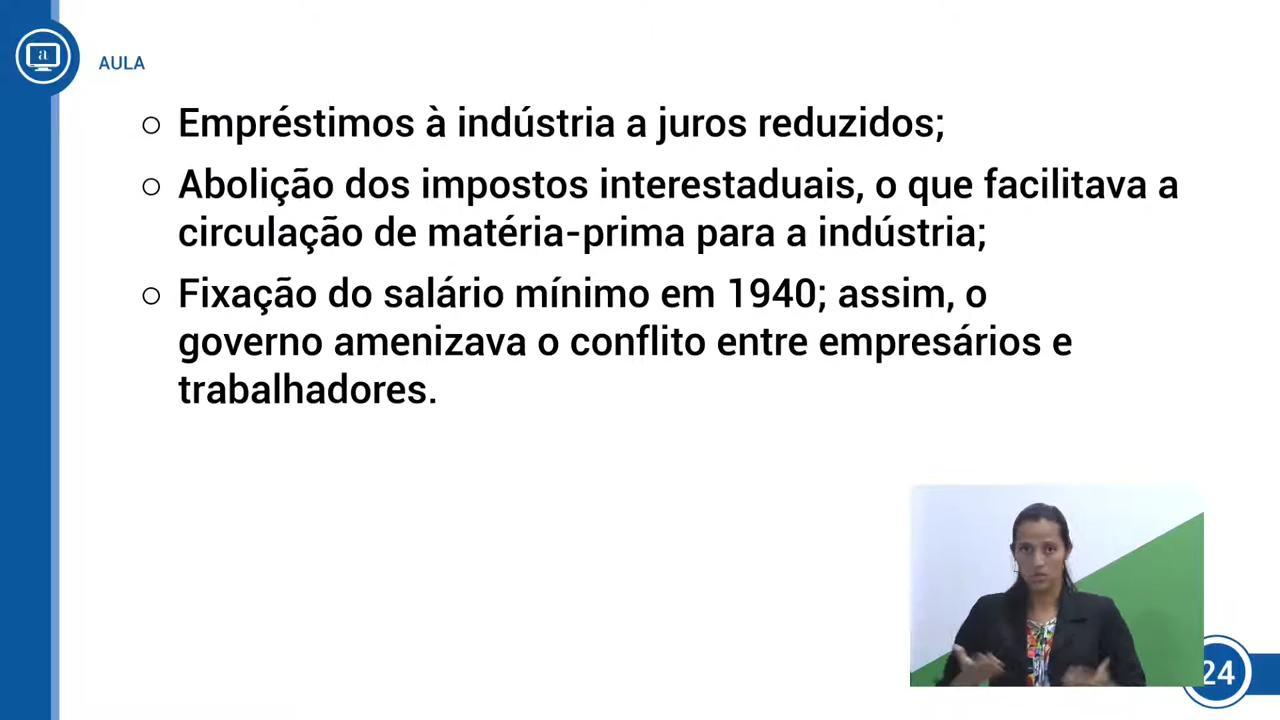 a
AULA
○ Empréstimos à indústria a juros reduzidos;
○ Abolição dos impostos interestaduais, o que facilitava a
circulação de matéria-prima para a indústria;
○ Fixação do salário mínimo em 1940; assim, o
governo amenizava o conflito entre empresários e
trabalhadores.
24